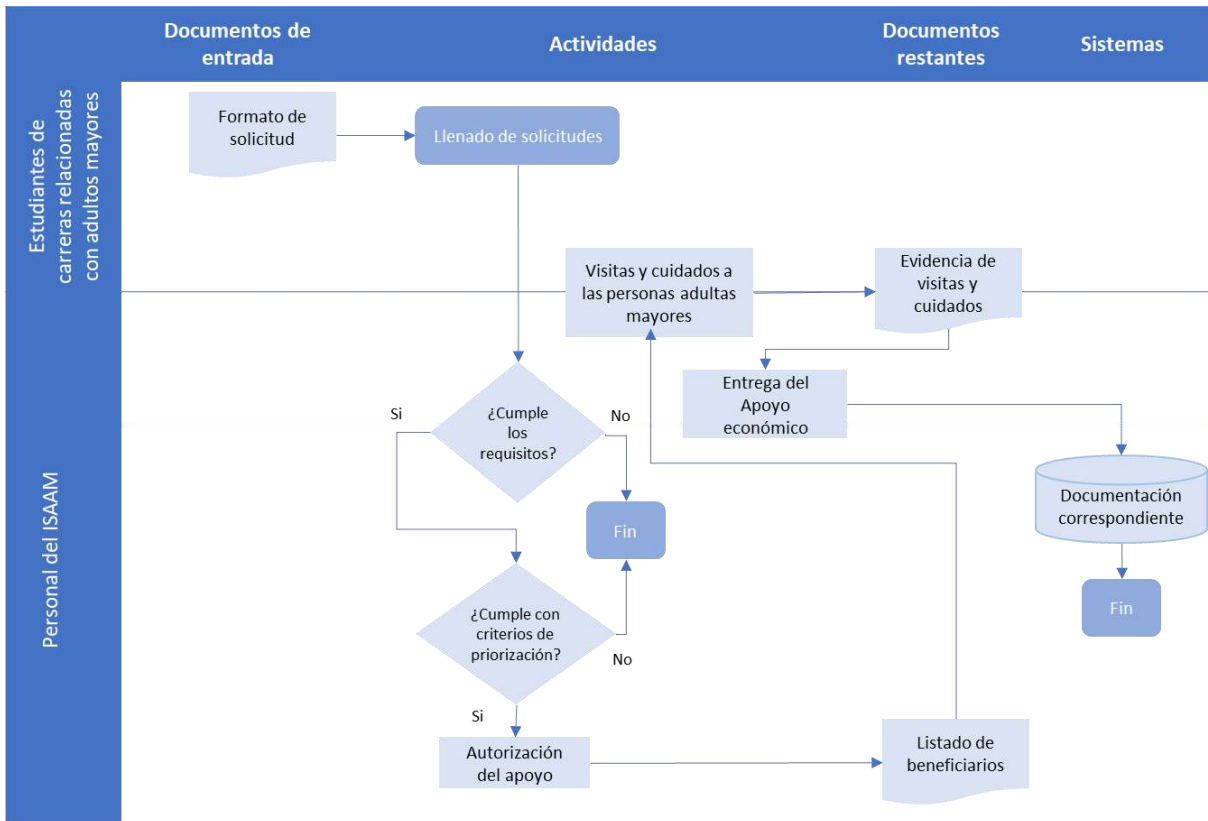 Documentos de
entrada
Actividades
Documentos
restantes
Sistemas
Estudiantes de
carreras relacionadas
con adultos mayores
Formato de
solicitud
Llenado de solicitudes
Visitas y cuidados a
las personas adultas
mayores
Evidencia de
visitas y
cuidados
Personal del ISAAM
Entrega del
Apoyo
económico
Si
¿Cumple
los
requisitos?
No
Documentación
correspondiente
Fin
Fin
¿Cumple con
criterios de
priorización?
No
Si
Autorización
del apoyo
Listado de
beneficiarios